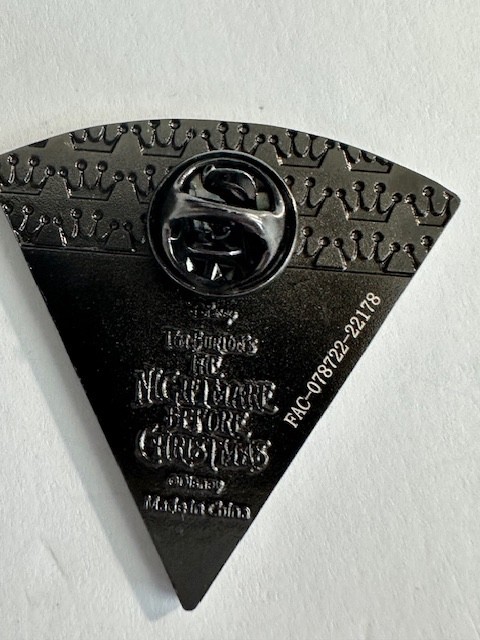 Disney
Tim Burton's
THE
NIGHTMARE
BEFORE
CHRISTMAS
©Disney
Made in China
FAC-078722-22178